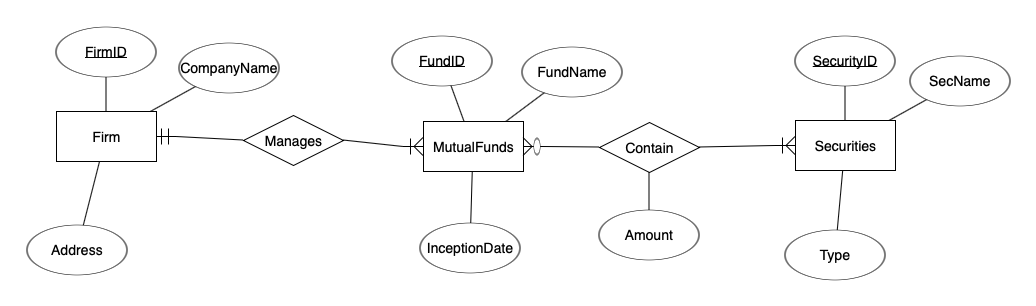 FirmID
CompanyName
Firm
Address
Manages
FundID
FundName
MutualFunds
InceptionDate
Contain
Amount
SecurityID
SecName
Securities
Type